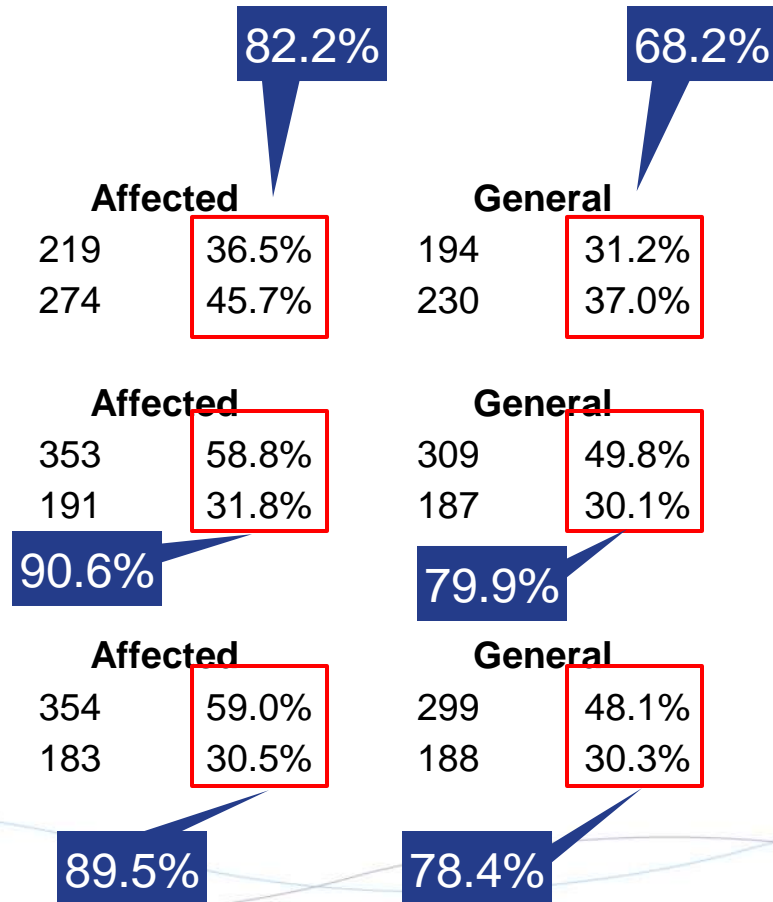 82.2% 68.2%
Affected General
219 36.5% 194 31.2%
274 45.7% 230 37.0%
Affected General
353 58.8% 309 49.8%
191 31.8% 187 30.1%
90.6% 79.9%
Affected General
354 59.0% 299 48.1%
183 30.5% 188 30.3%
89.5% 78.4%